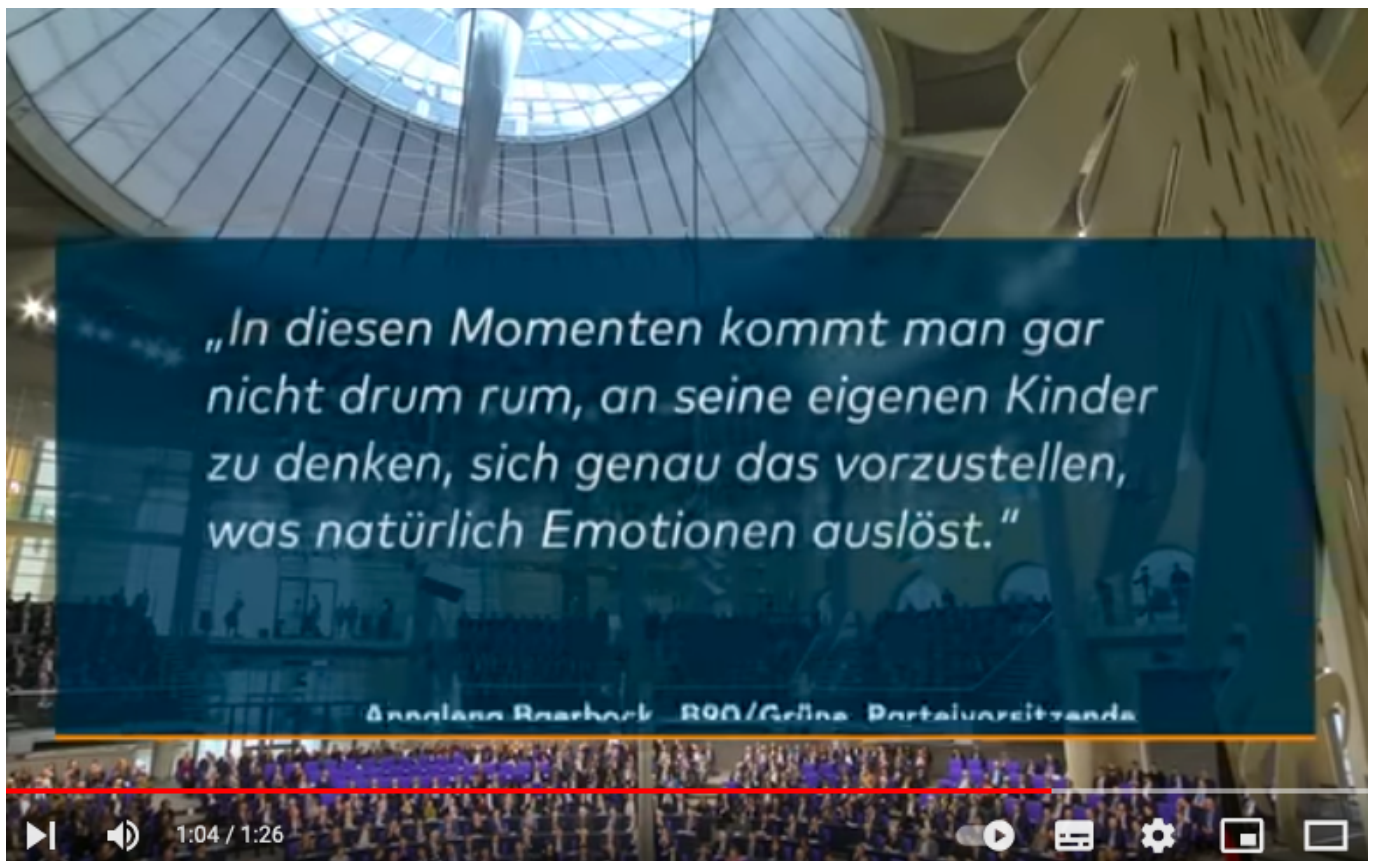 „In diesen Momenten kommt man gar
nicht drum rum, an seine eigenen Kinder
zu denken, sich genau das vorzustellen,
was natürlich Emotionen auslöst.“
Annalena Baerbock, B90/Grüne, Parteivorsitzende
1:04 / 1:26